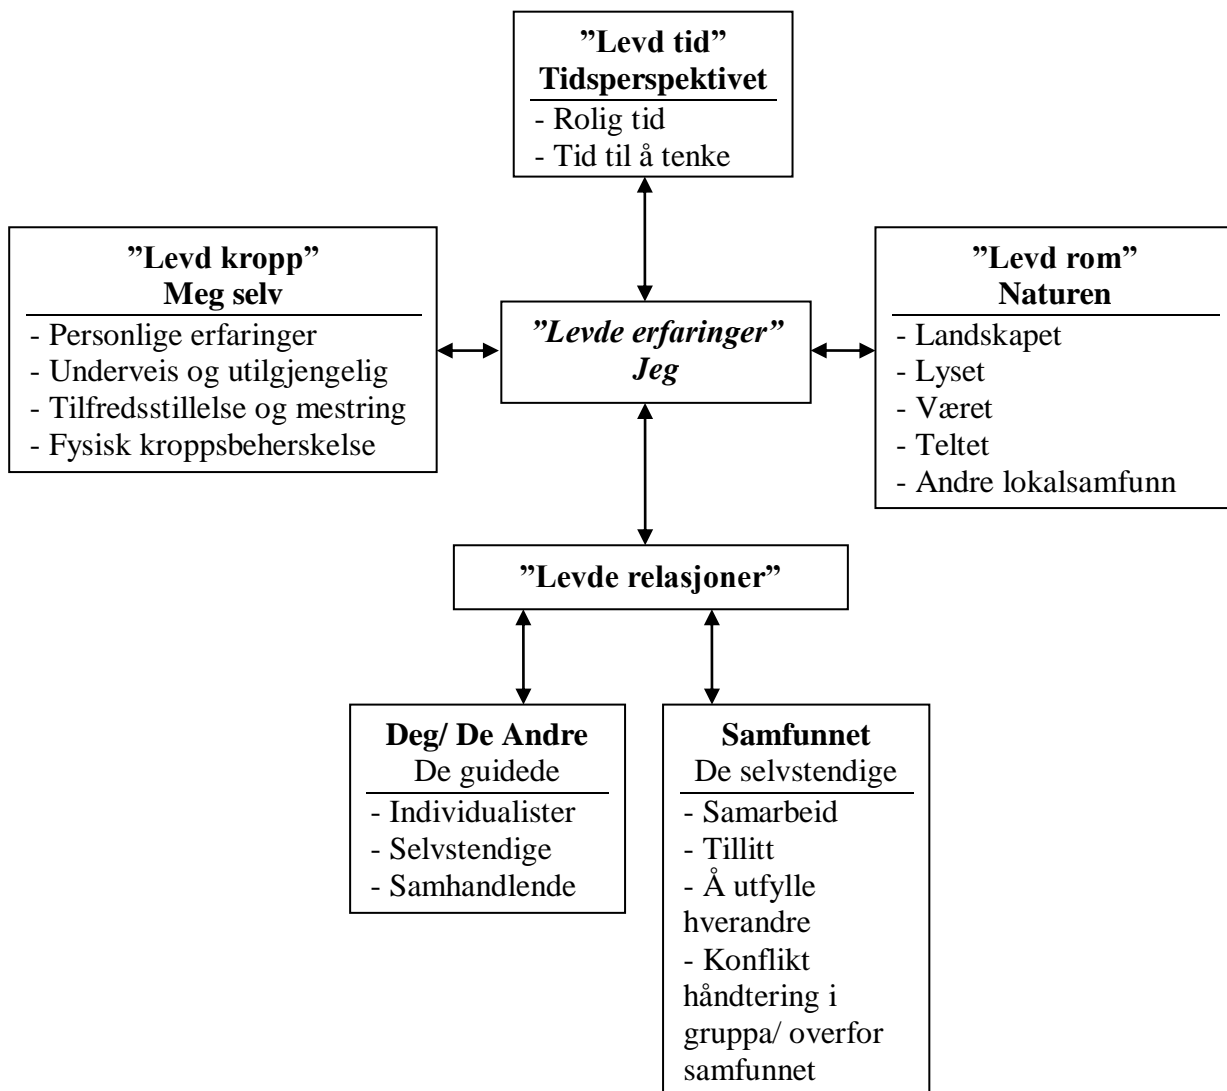 ”Levd tid”
Tidsperspektivet
- Rolig tid
- Tid til å tenke
”Levd kropp”
Meg selv
- Personlige erfaringer
- Underveis og utilgjengelig
- Tilfredsstillelse og mestring
- Fysisk kroppsbeherskelse
”Levde erfaringer”
Jeg
”Levd rom”
Naturen
- Landskapet
- Lyset
- Været
- Teltet
- Andre lokalsamfunn
”Levde relasjoner”
Deg/ De Andre
De guidede
- Individualister
- Selvstendige
- Samhandlende
Samfunnet
De selvstendige
- Samarbeid
- Tillitt
- Å utfylle
hverandre
- Konflikt
håndtering i
gruppa/ overfor
samfunnet